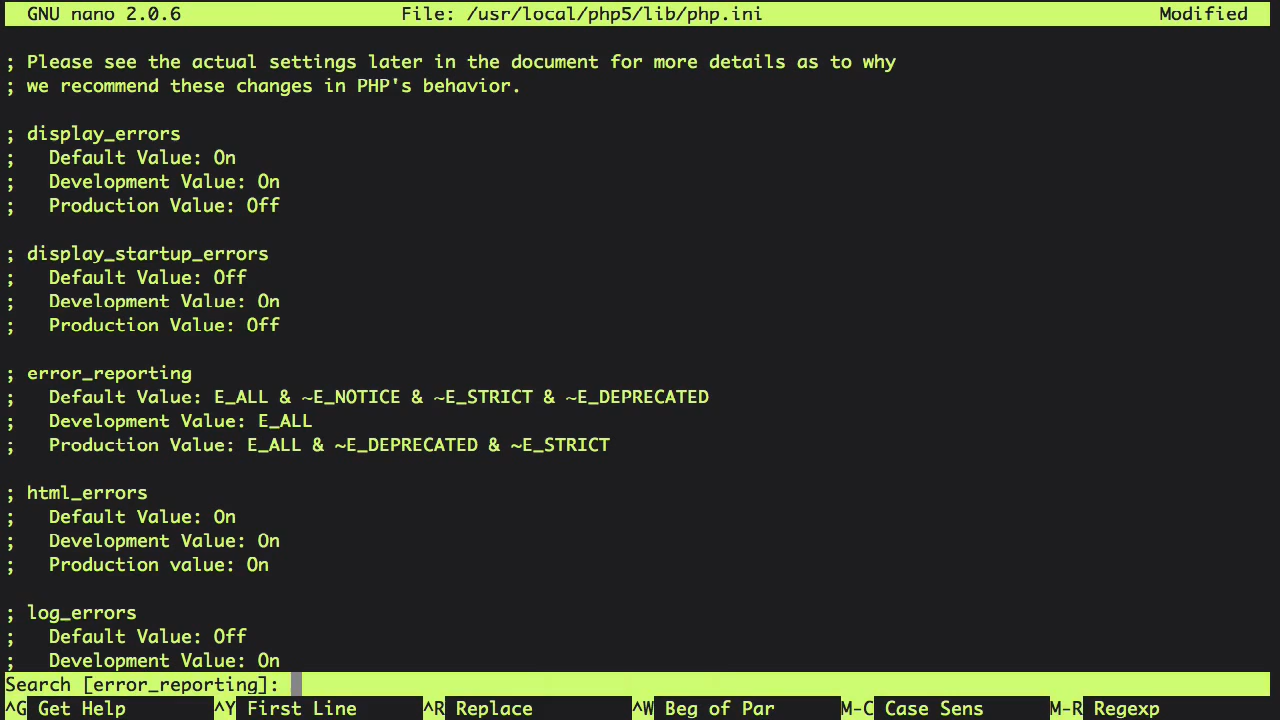 GNU nano 2.0.6 File: /usr/local/php5/lib/php.ini Modified
; Please see the actual settings later in the document for more details as to why
; we recommend these changes in PHP's behavior.
; display_errors
;   Default Value: On
;   Development Value: On
;   Production Value: Off
; display_startup_errors
;   Default Value: Off
;   Development Value: On
;   Production Value: Off
; error_reporting
;   Default Value: E_ALL & ~E_NOTICE & ~E_STRICT & ~E_DEPRECATED
;   Development Value: E_ALL
;   Production Value: E_ALL & ~E_DEPRECATED & ~E_STRICT
; html_errors
;   Default Value: On
;   Development Value: On
;   Production value: On
; log_errors
;   Default Value: Off
;   Development Value: On
Search [error_reporting]:
^G Get Help ^Y First Line ^R Replace ^W Beg of Par M-C Case Sens M-R Regexp